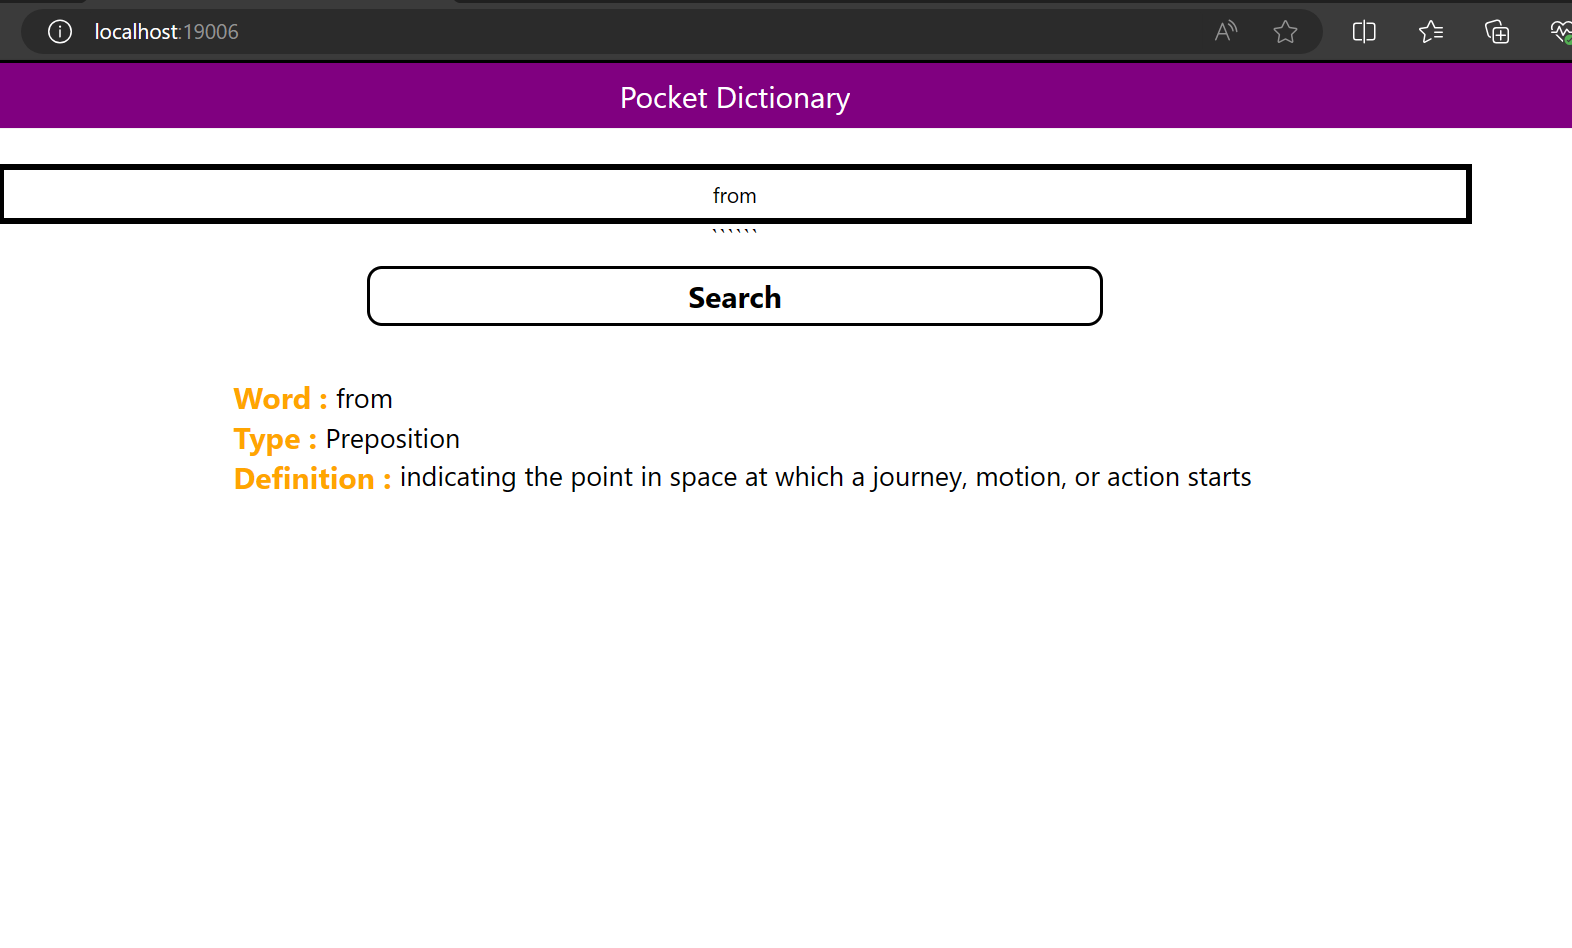 localhost:19006
Pocket Dictionary
from
``````
Search
Word : from
Type : Preposition
Definition : indicating the point in space at which a journey, motion, or action starts